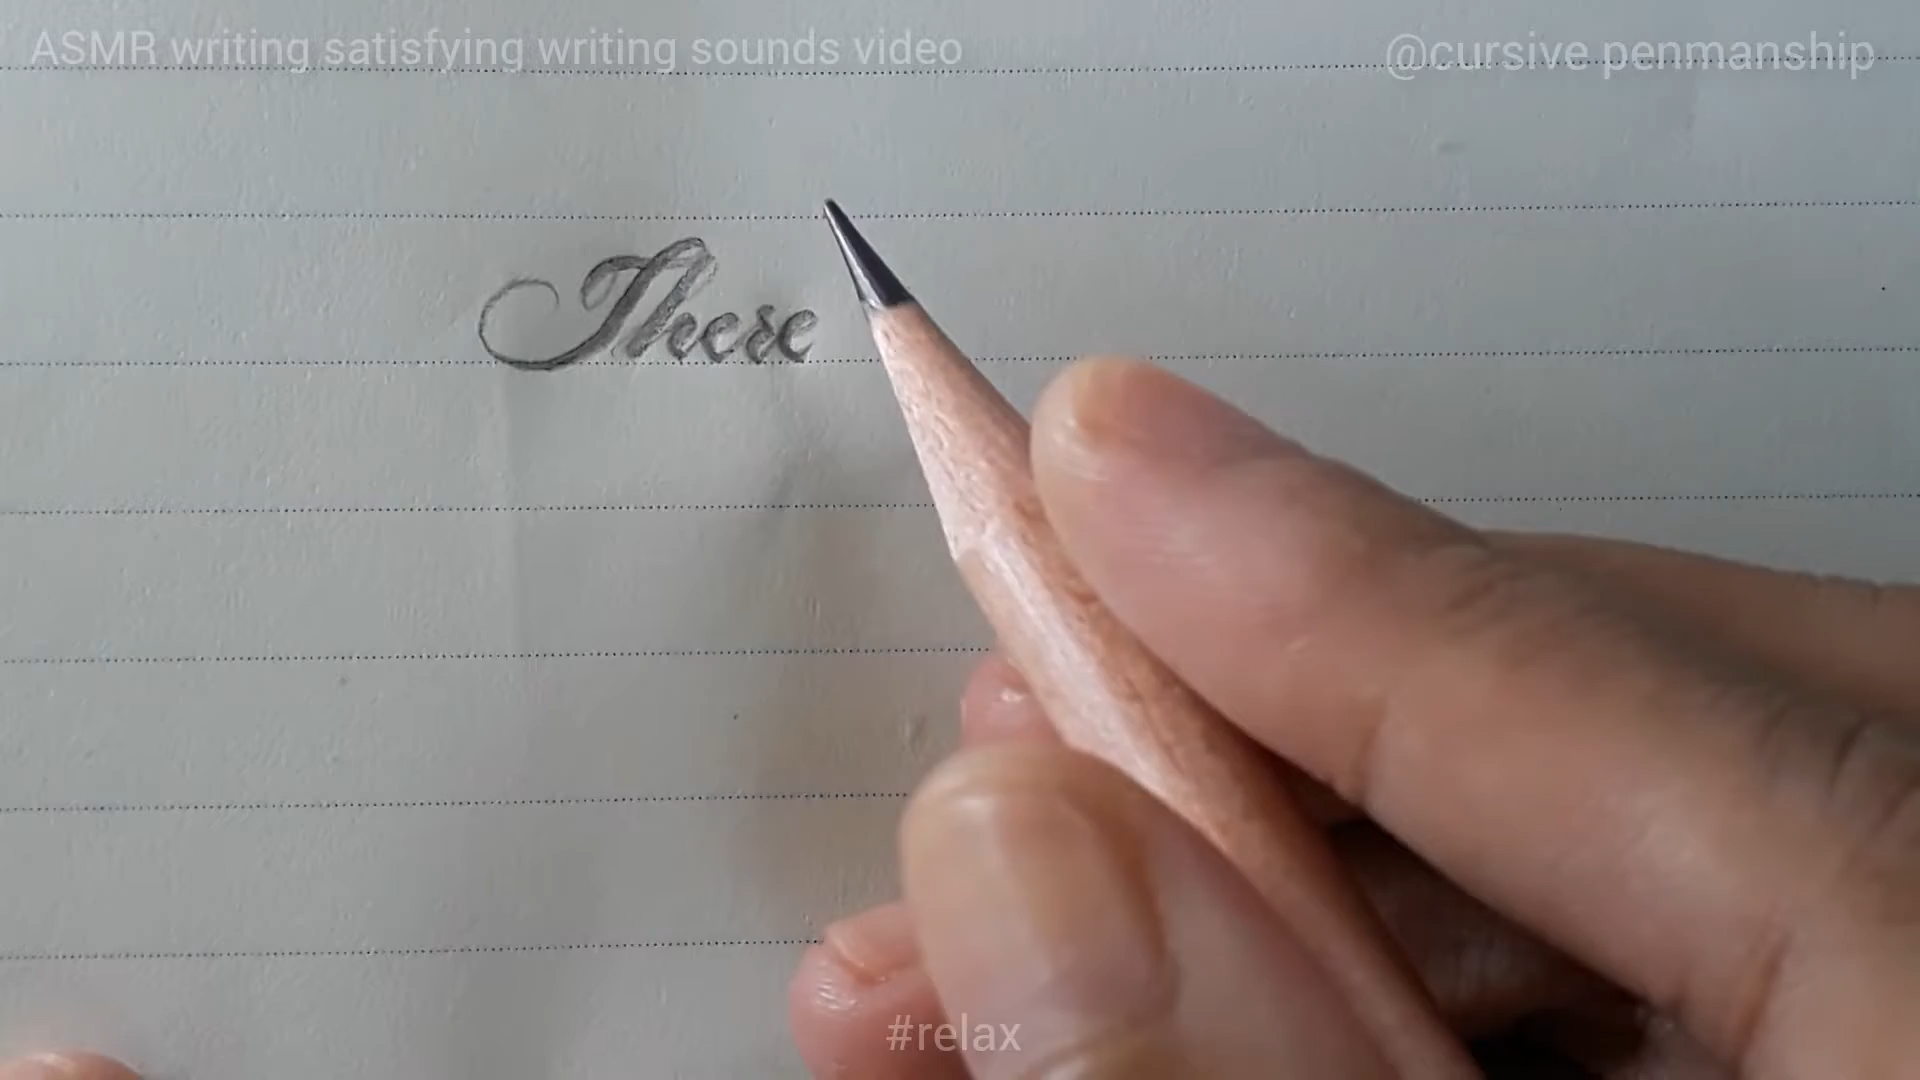 ASMR writing satisfying writing sounds video
@cursive penmanship
There
#relax